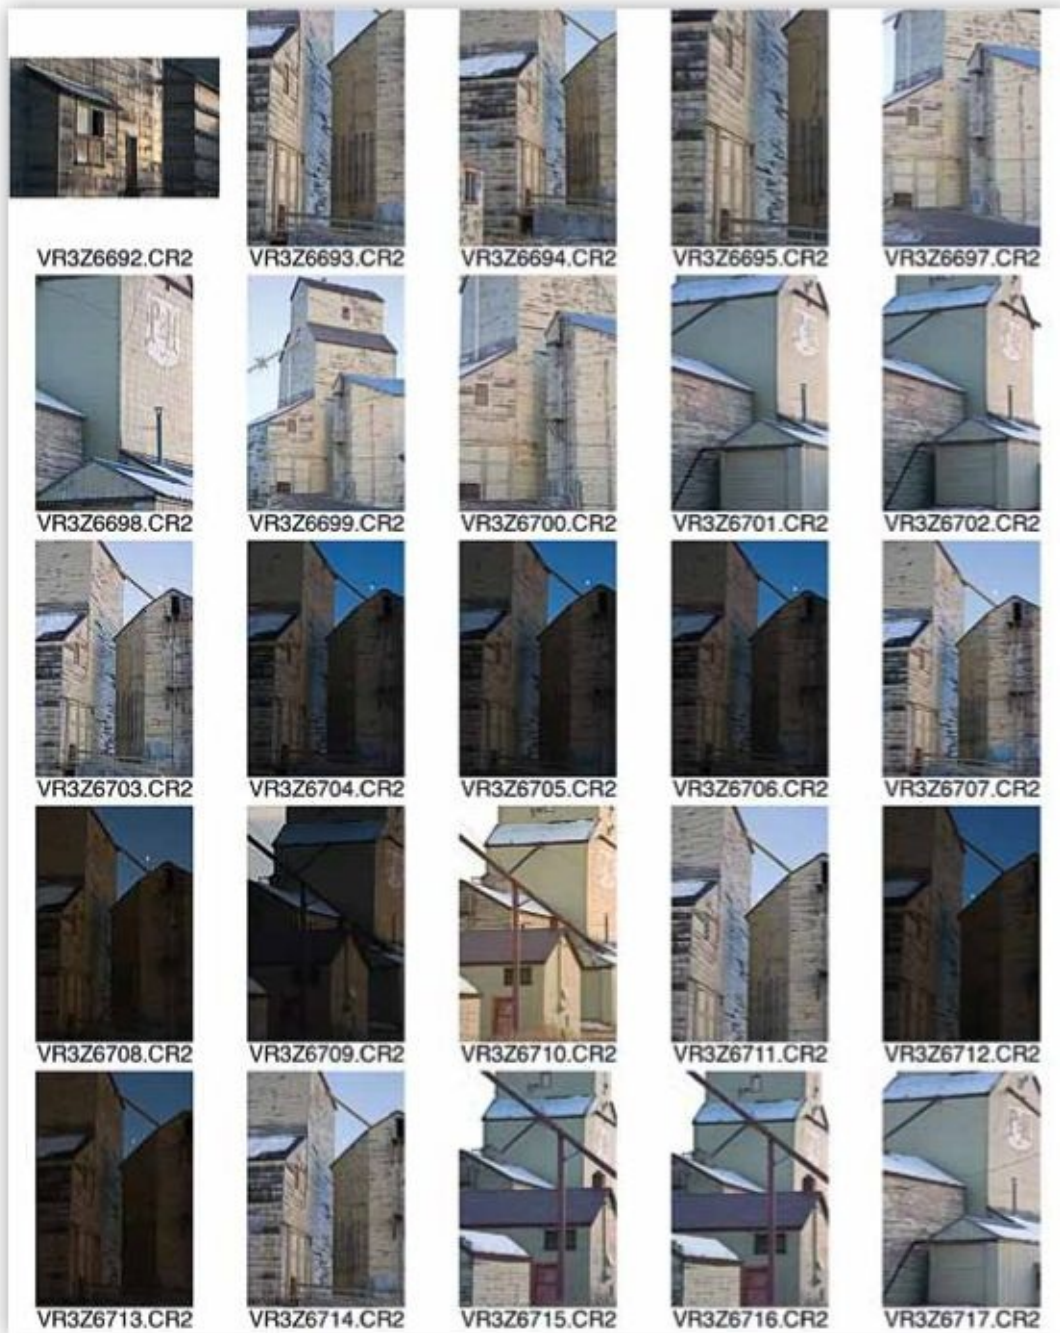 VR3Z6692.CR2 VR3Z6693.CR2 VR3Z6694.CR2 VR3Z6695.CR2 VR3Z6697.CR2
VR3Z6698.CR2 VR3Z6699.CR2 VR3Z6700.CR2 VR3Z6701.CR2 VR3Z6702.CR2
VR3Z6703.CR2 VR3Z6704.CR2 VR3Z6705.CR2 VR3Z6706.CR2 VR3Z6707.CR2
VR3Z6708.CR2 VR3Z6709.CR2 VR3Z6710.CR2 VR3Z6711.CR2 VR3Z6712.CR2
VR3Z6713.CR2 VR3Z6714.CR2 VR3Z6715.CR2 VR3Z6716.CR2 VR3Z6717.CR2